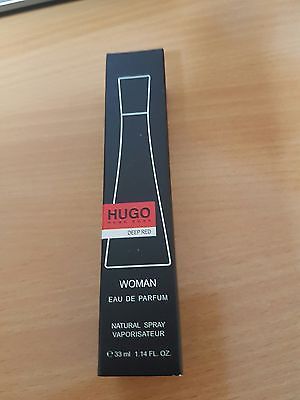 HUGO
HUGO BOSS
DEEP RED
WOMAN
EAU DE PARFUM
NATURAL SPRAY
VAPORISATEUR
℮ 33 ml 1.14 FL. OZ.